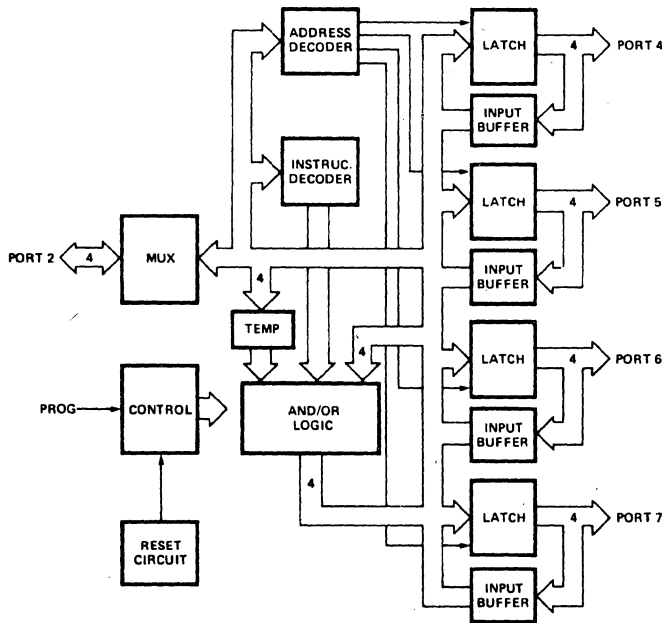 ADDRESS
DECODER
LATCH
4
PORT 4
INPUT
BUFFER
INSTRUC.
DECODER
LATCH
4
PORT 5
INPUT
BUFFER
PORT 2
4
MUX
4
TEMP
4
LATCH
4
PORT 6
INPUT
BUFFER
PROG
CONTROL
AND/OR
LOGIC
4
LATCH
4
PORT 7
INPUT
BUFFER
RESET
CIRCUIT